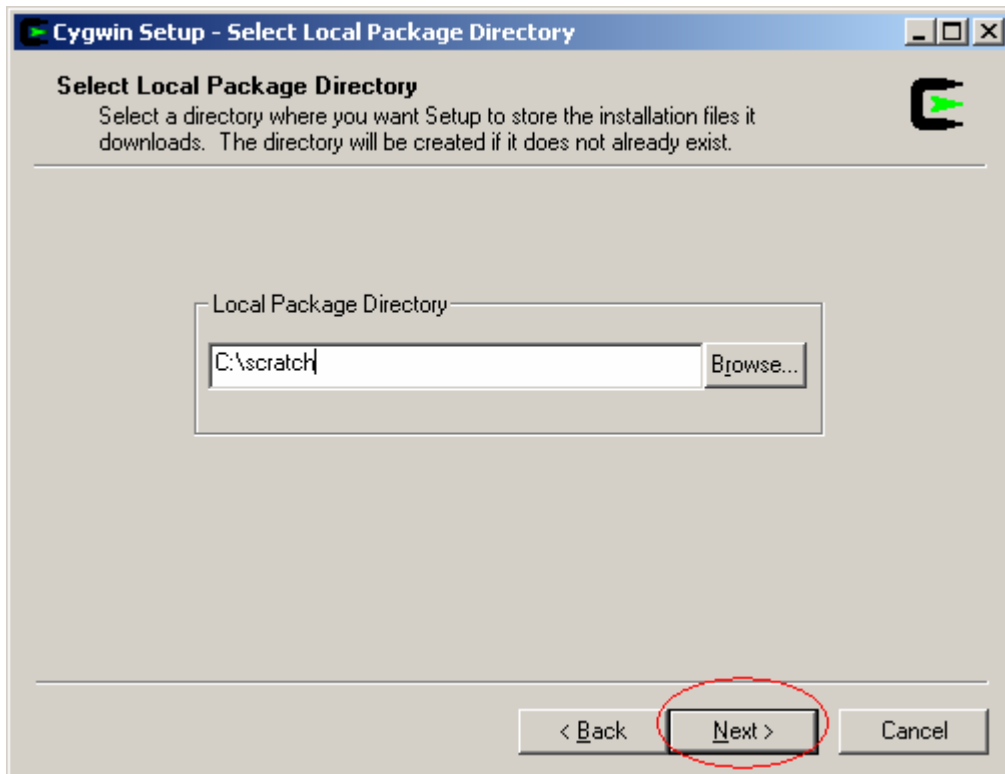 Cygwin Setup - Select Local Package Directory
Select Local Package Directory
Select a directory where you want Setup to store the installation files it
downloads.  The directory will be created if it does not already exist.
Local Package Directory
C:\scratch
Browse...
< Back
Next >
Cancel